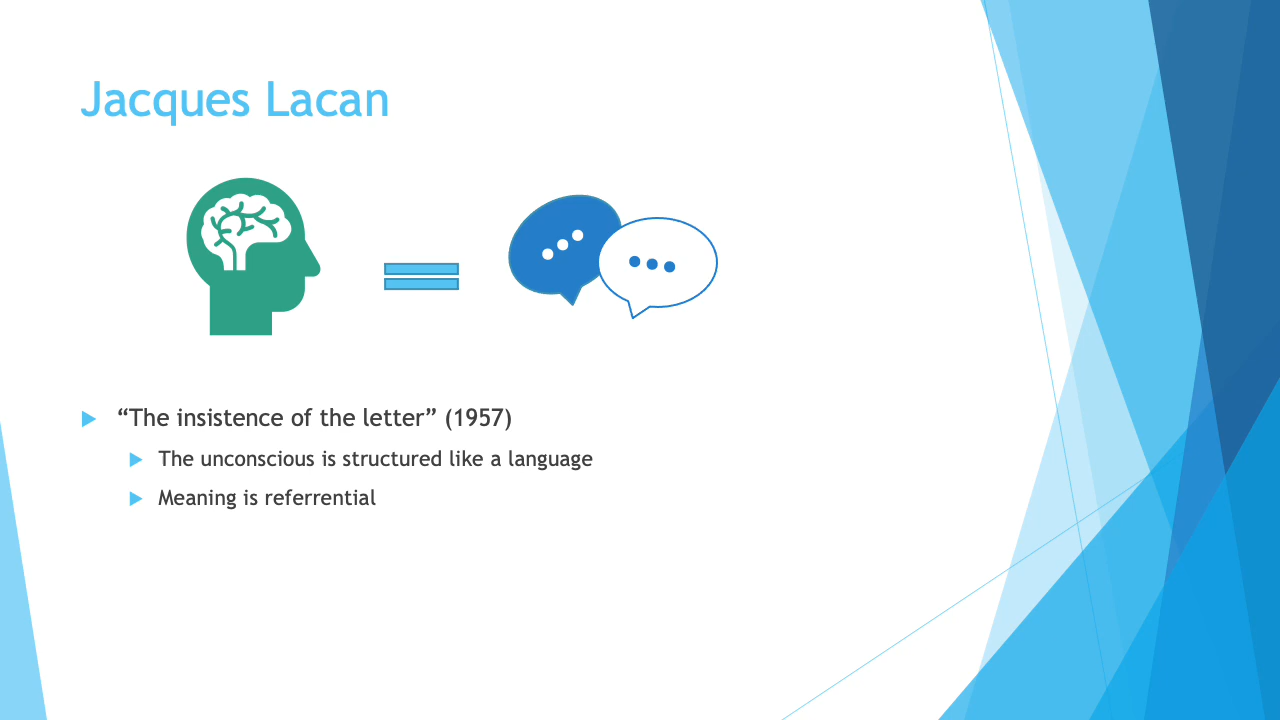 Jacques Lacan
“The insistence of the letter” (1957)
The unconscious is structured like a language
Meaning is referrential